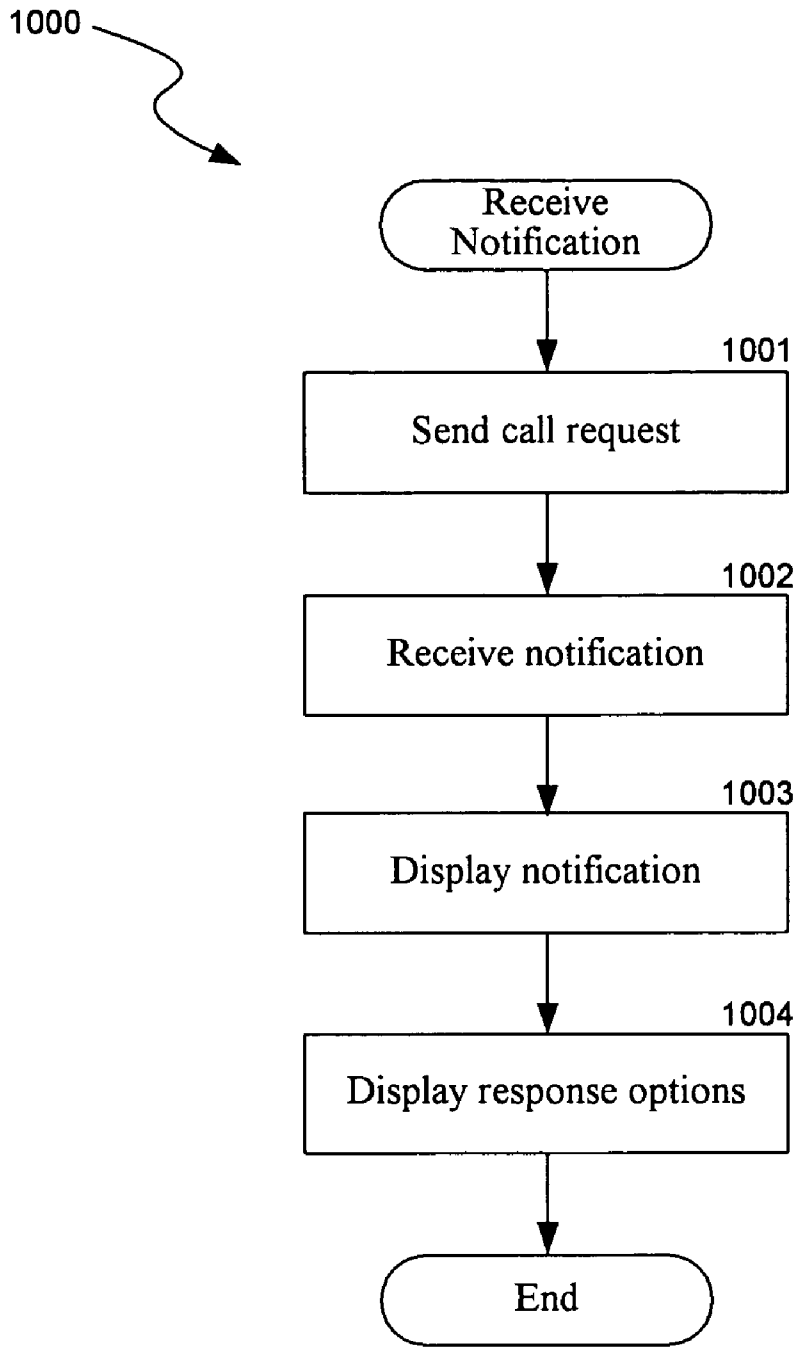 1000
Receive
Notification
1001
Send call request
1002
Receive notification
1003
Display notification
1004
Display response options
End